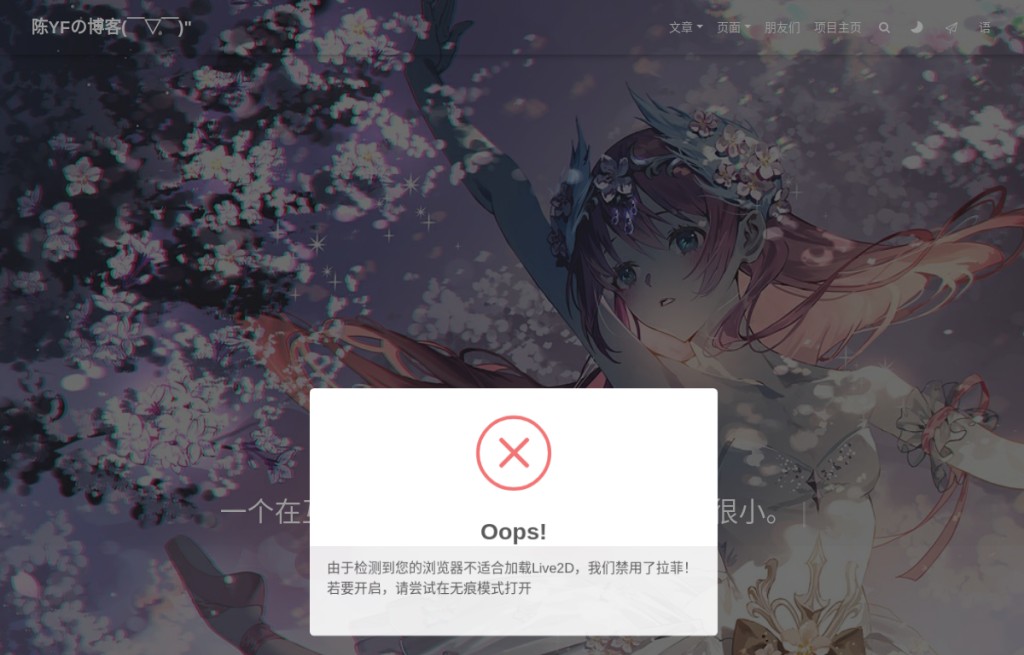 陈YFの博客(￣▽￣)"
文章 页面 朋友们 项目主页 语
一个在互 很小。
Oops!
由于检测到您的浏览器不适合加载Live2D，我们禁用了拉菲！
若要开启，请尝试在无痕模式打开